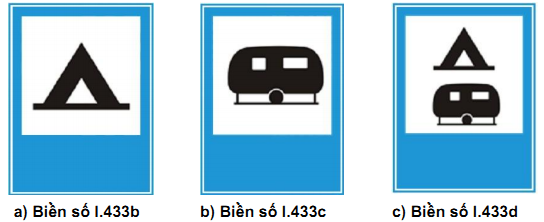 a) Biển số I.433b
b) Biển số I.433c
c) Biển số I.433d